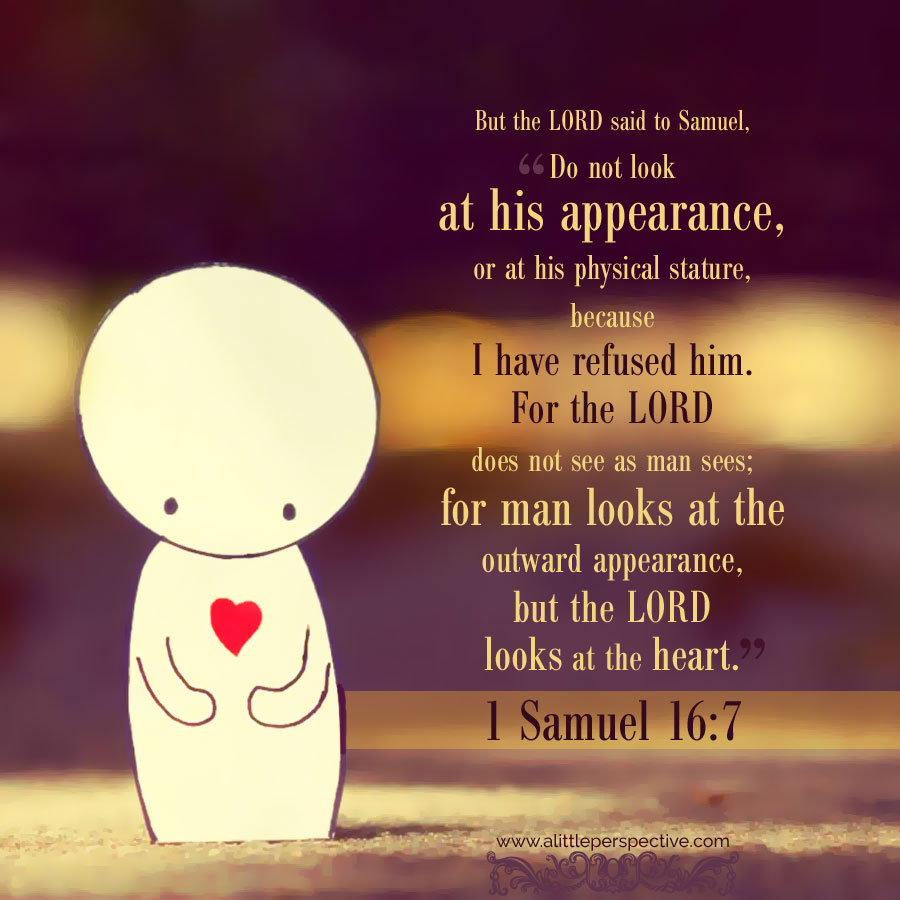 But the LORD said to Samuel,
“Do not look
at his appearance,
or at his physical stature,
because
I have refused him.
For the LORD
does not see as man sees;
for man looks at the
outward appearance,
but the LORD
looks at the heart.”
1 Samuel 16:7
www.alittleperspective.com